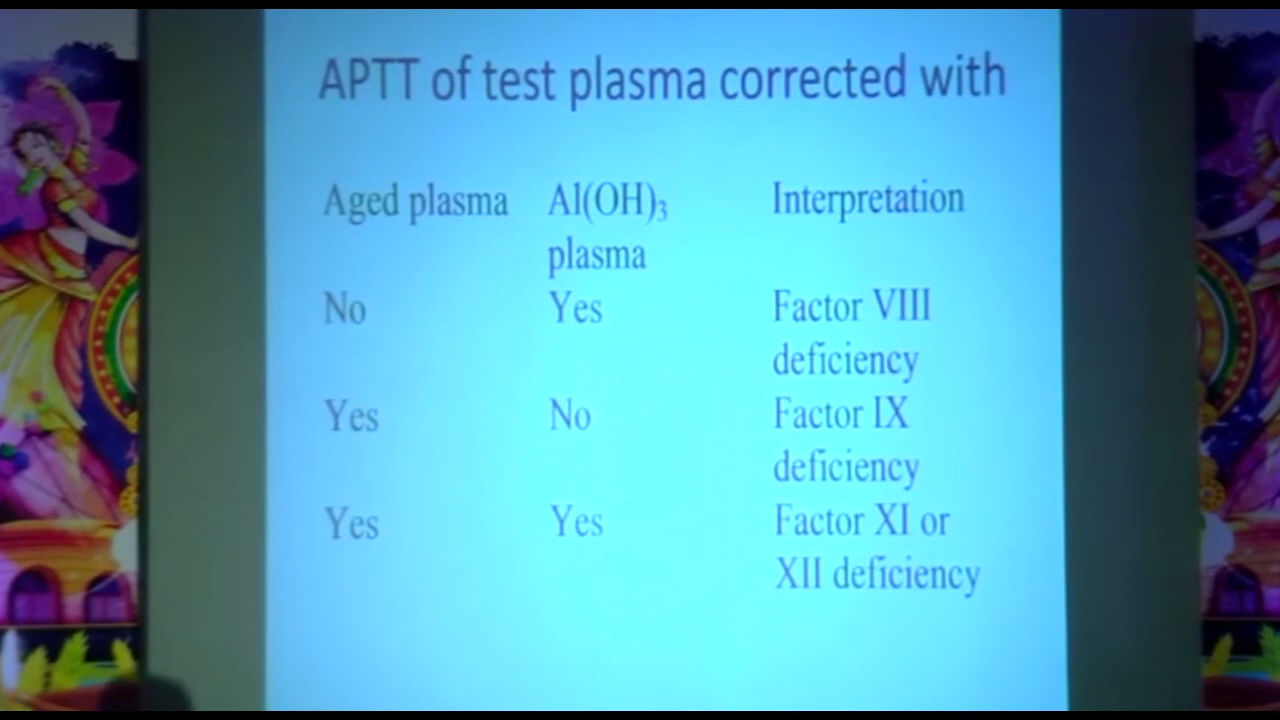 APTT of test plasma corrected with
Aged plasma Al(OH)₃ Interpretation
plasma
No Yes Factor VIII
deficiency
Yes No Factor IX
deficiency
Yes Yes Factor XI or
XII deficiency